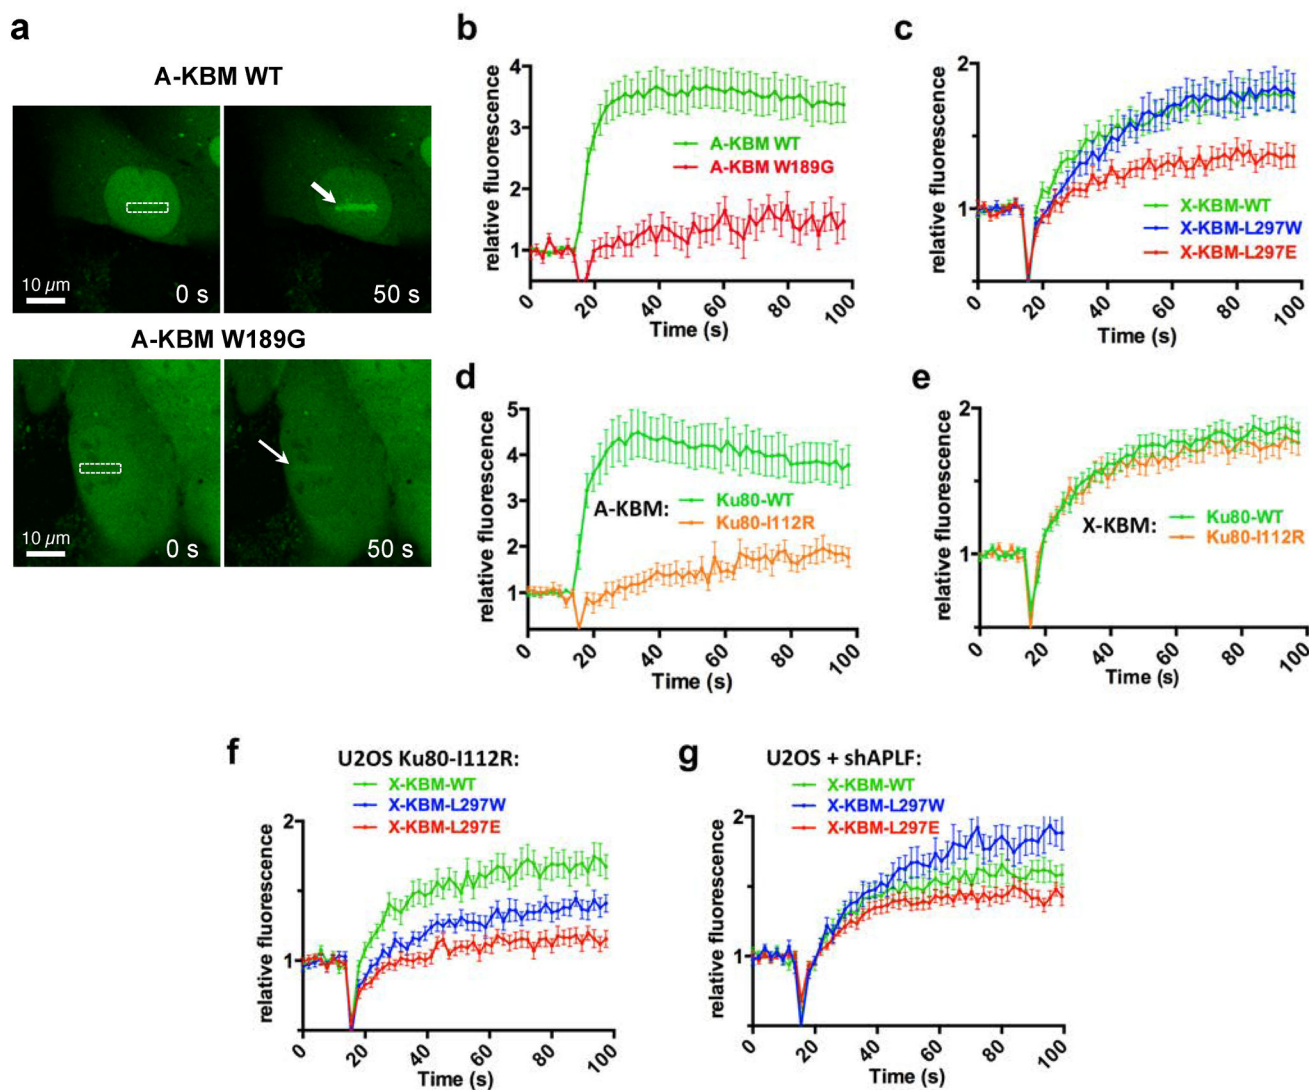 a
A-KBM WT
10 µm
0 s
50 s
A-KBM W189G
10 µm
0 s
50 s
b
relative fluorescence
4
3
2
1
A-KBM WT
A-KBM W189G
0
20
40
60
80
100
Time (s)
c
relative fluorescence
2
1
X-KBM-WT
X-KBM-L297W
X-KBM-L297E
0
20
40
60
80
100
Time (s)
d
relative fluorescence
5
4
3
2
1
A-KBM:
Ku80-WT
Ku80-I112R
0
20
40
60
80
100
Time (s)
e
relative fluorescence
2
1
X-KBM:
Ku80-WT
Ku80-I112R
0
20
40
60
80
100
Time (s)
f
U2OS Ku80-I112R:
X-KBM-WT
X-KBM-L297W
X-KBM-L297E
relative fluorescence
2
1
0
20
40
60
80
100
Time (s)
g
U2OS + shAPLF:
X-KBM-WT
X-KBM-L297W
X-KBM-L297E
relative fluorescence
2
1
0
20
40
60
80
100
Time (s)